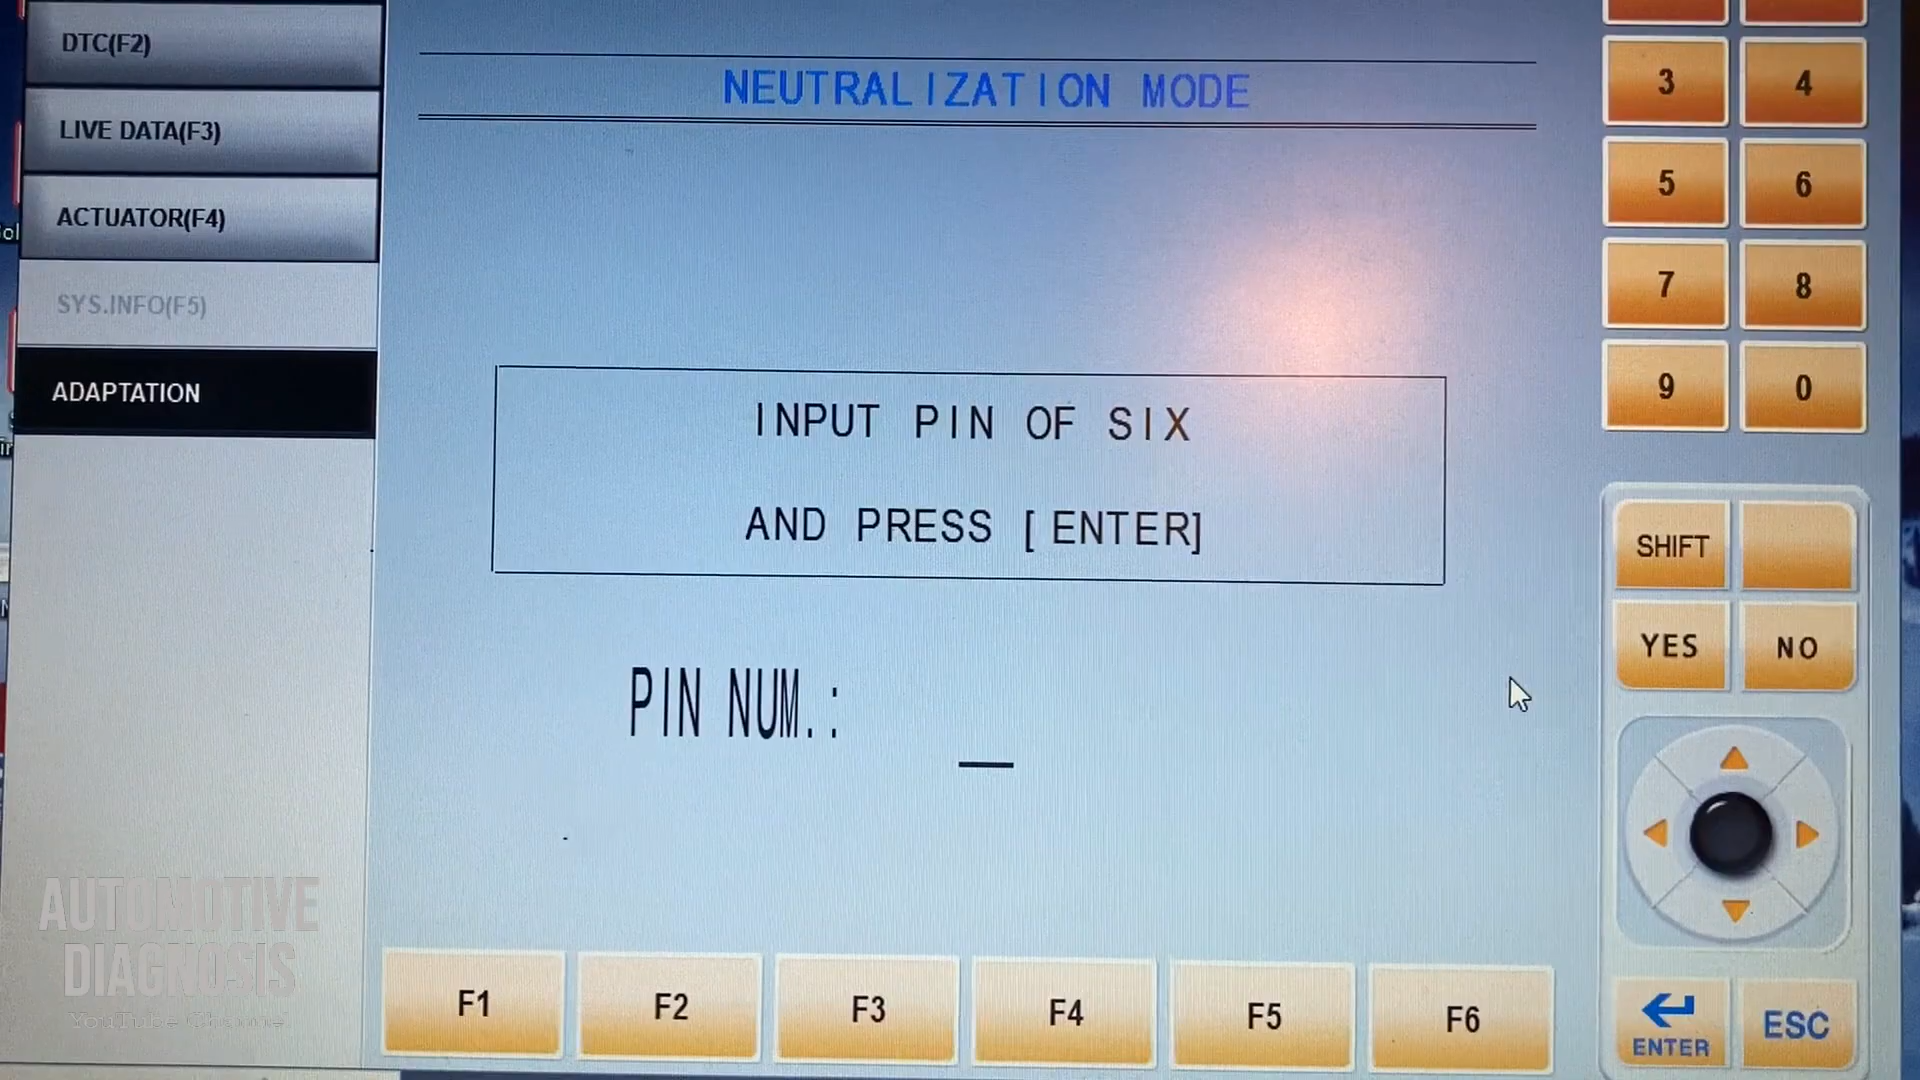 DTC(F2)
LIVE DATA(F3)
ACTUATOR(F4)
SYS.INFO(F5)
ADAPTATION
NEUTRALIZATION MODE
INPUT PIN OF SIX
AND PRESS [ENTER]
PIN NUM.:
3 4
5 6
7 8
9 0
SHIFT
YES NO
ENTER ESC
F1 F2 F3 F4 F5 F6
AUTOMOTIVE
DIAGNOSIS
YouTube Channel